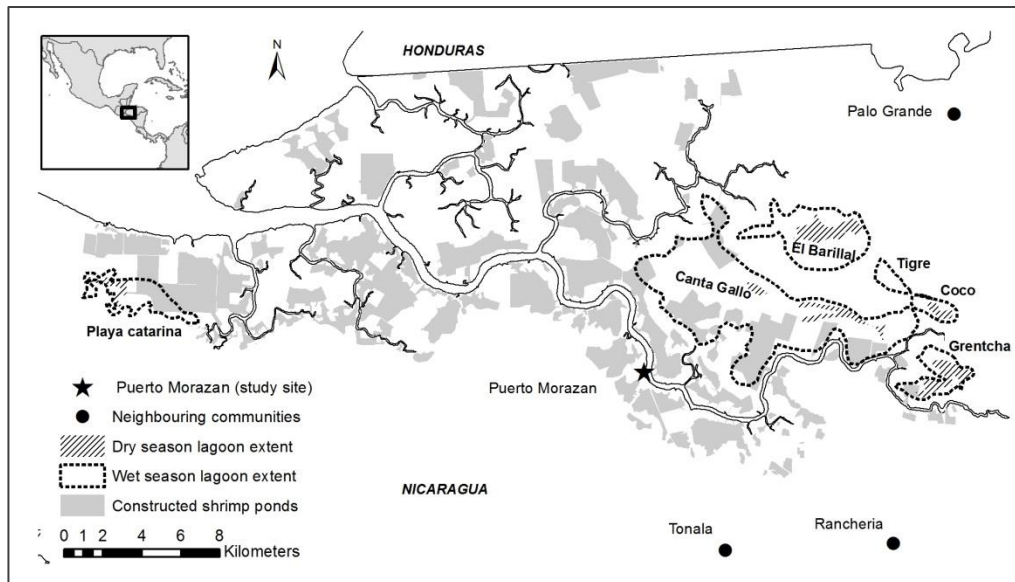 N
HONDURAS
Palo Grande
El Barillal
Tigre
Canta Gallo
Coco
Playa catarina
Grentcha
Puerto Morazan
Puerto Morazan (study site)
Neighbouring communities
Dry season lagoon extent
Wet season lagoon extent
Constructed shrimp ponds
NICARAGUA
0 1 2 4 6 8
Kilometers
Tonala
Rancheria